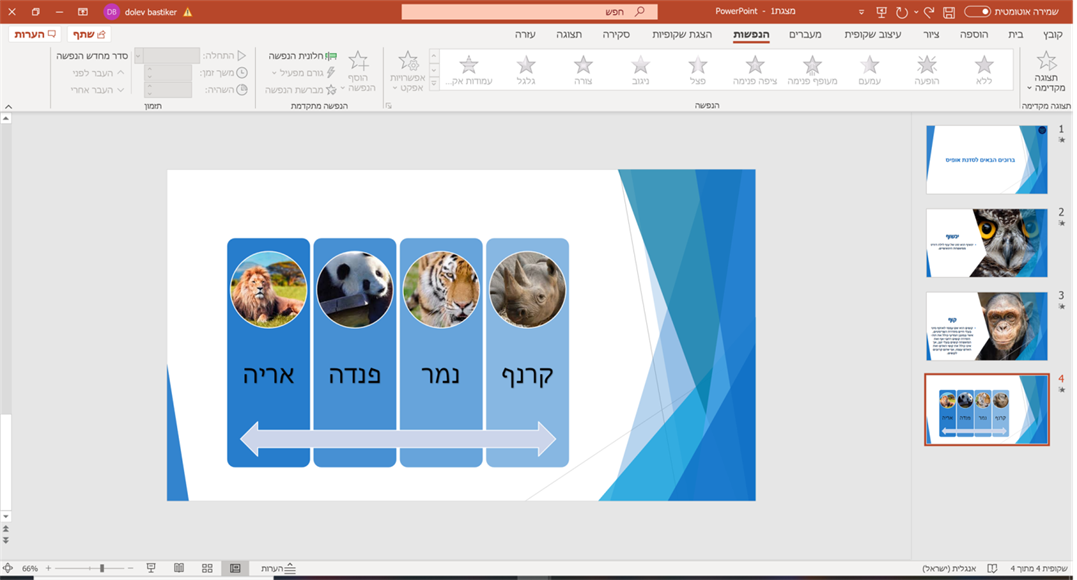 שמירה אוטומטית
מצגת1 - PowerPoint
חפש
dolev bastiker
DB
קובץ בית הוספה ציור עיצוב שקופית מעברים הנפשות הצגת שקופיות סקירה תצוגה עזרה
שתף
הערות
תצוגה
מקדימה
תצוגה מקדימה
ללא הופעה עמעם מעופף פנימה ציפה פנימה פצל ניגוב צורה גלגל עמודות אק...
הנפשה
אפשרויות
אפקט
הוסף
הנפשה
חלונית הנפשה
גורם מפעיל
מברשת הנפשה
הנפשה מתקדמת
התחלה:
משך זמן:
השהיה:
סדר מחדש הנפשה
העבר לפני
העבר אחרי
תזמון
1
ברוכים הבאים לסדנת אופיס
2
ינשוף
3
קוף
4
קרנף נמר פנדה אריה
קרנף נמר פנדה אריה
שקופית 4 מתוך 4
אנגלית (ישראל)
הערות
66%